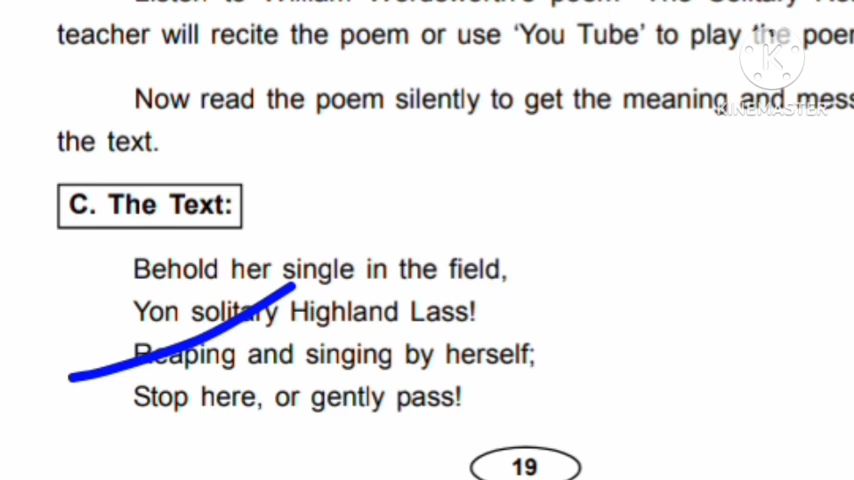 teacher will recite the poem or use ‘You Tube’ to play the poem
KINEMASTER
Now read the poem silently to get the meaning and mess
the text.
C. The Text:
Behold her single in the field,
Yon solitary Highland Lass!
Reaping and singing by herself;
Stop here, or gently pass!
19